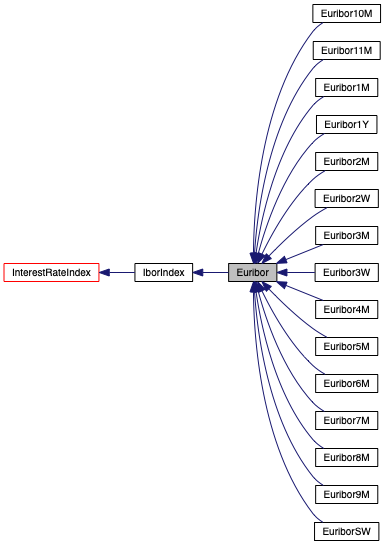 Euribor10M
Euribor11M
Euribor1M
Euribor1Y
Euribor2M
Euribor2W
Euribor3M
InterestRateIndex
IborIndex
Euribor
Euribor3W
Euribor4M
Euribor5M
Euribor6M
Euribor7M
Euribor8M
Euribor9M
EuriborSW